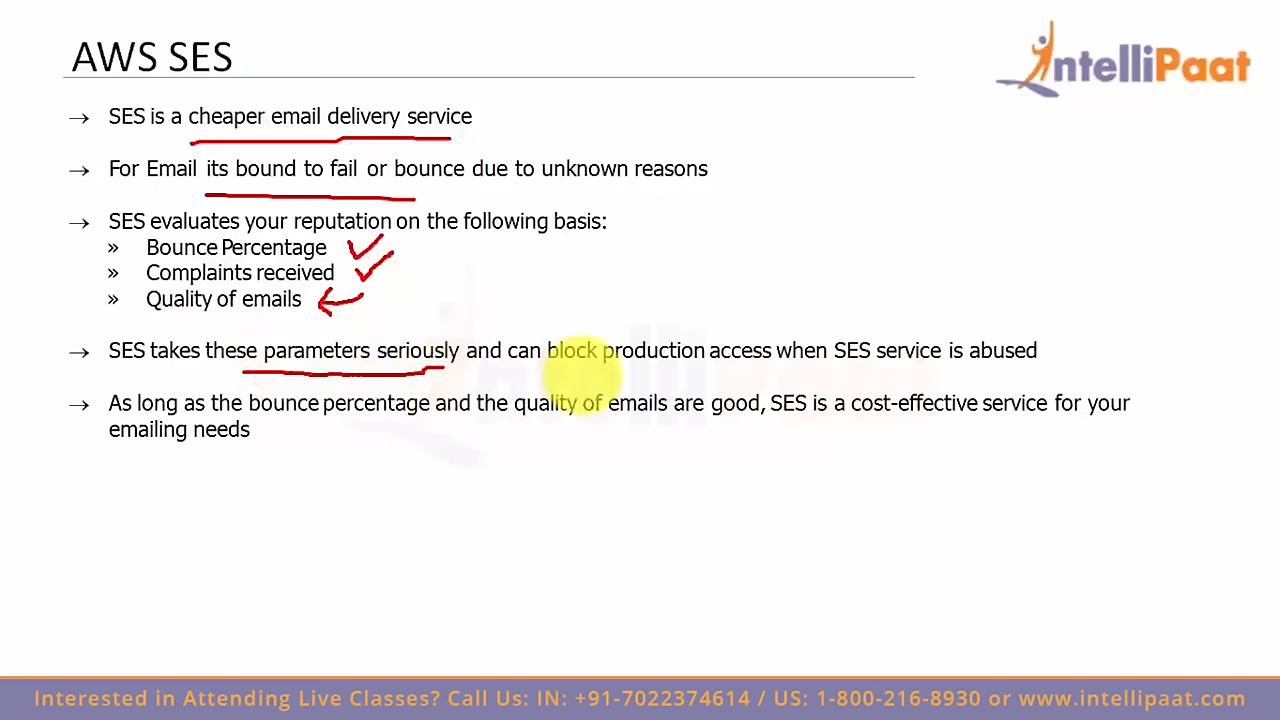 AWS SES
IntelliPaat
→ SES is a cheaper email delivery service
→ For Email its bound to fail or bounce due to unknown reasons
→ SES evaluates your reputation on the following basis:
» Bounce Percentage
» Complaints received
» Quality of emails
→ SES takes these parameters seriously and can block production access when SES service is abused
→ As long as the bounce percentage and the quality of emails are good, SES is a cost-effective service for your
emailing needs
Interested in Attending Live Classes? Call Us: IN: +91-7022374614 / US: 1-800-216-8930 or www.intellipaat.com